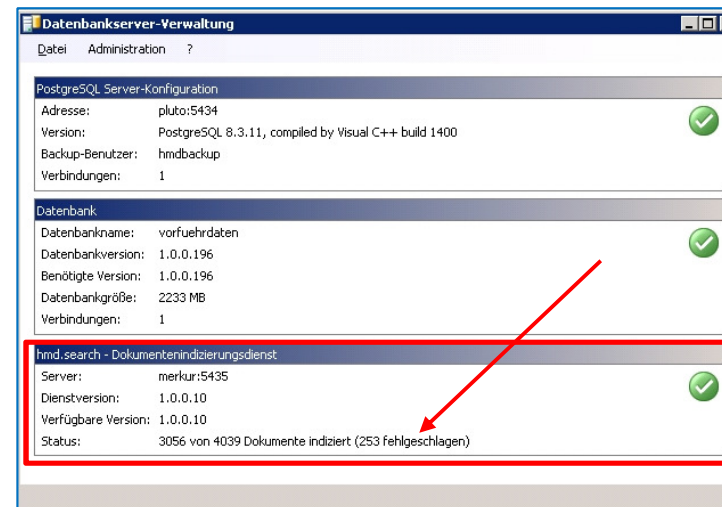 Datenbankserver-Verwaltung
Datei Administration ?
PostgreSQL Server-Konfiguration
Adresse: pluto:5434
Version: PostgreSQL 8.3.11, compiled by Visual C++ build 1400
Backup-Benutzer: hmdbackup
Verbindungen: 1
Datenbank
Datenbankname: vorfuehrdaten
Datenbankversion: 1.0.0.196
Benötigte Version: 1.0.0.196
Datenbankgröße: 2233 MB
Verbindungen: 1
hmd.search - Dokumentenindizierungsdienst
Server: merkur:5435
Dienstversion: 1.0.0.10
Verfügbare Version: 1.0.0.10
Status: 3056 von 4039 Dokumente indiziert (253 fehlgeschlagen)